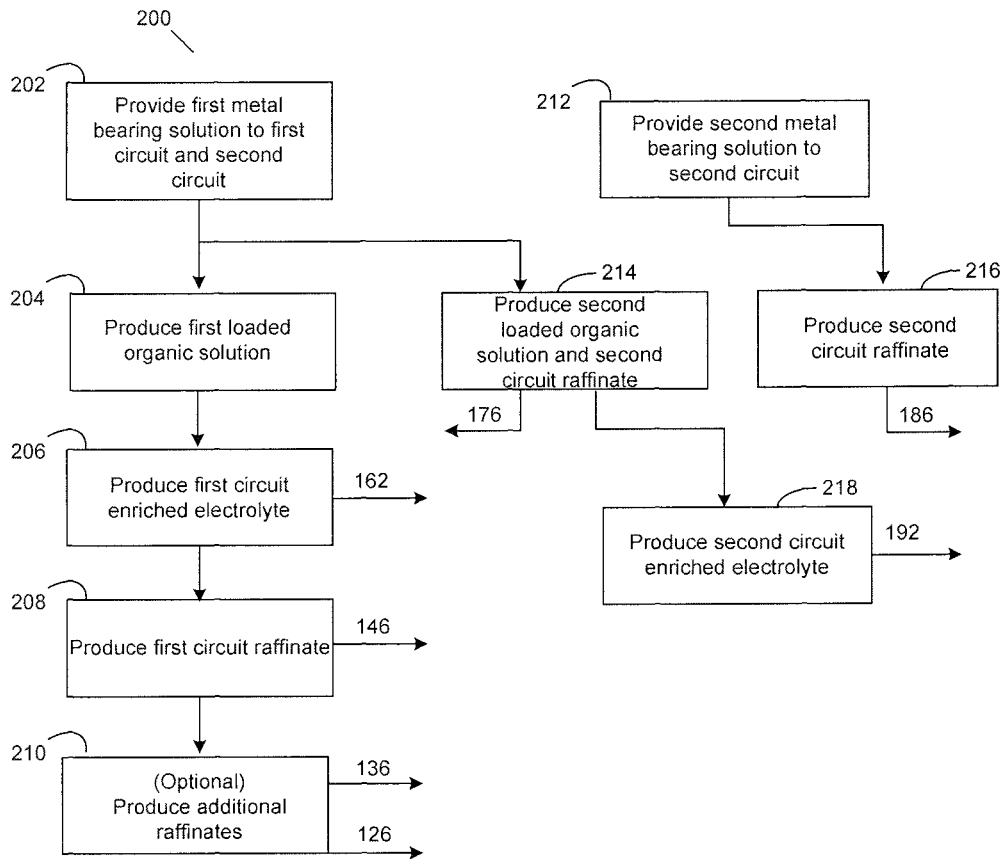 200
202
Provide first metal
bearing solution to first
circuit and second
circuit
212
Provide second metal
bearing solution to
second circuit
204
Produce first loaded
organic solution
214
Produce second
loaded organic
solution and second
circuit raffinate
216
Produce second
circuit raffinate
176
186
206
Produce first circuit
enriched electrolyte
162
218
Produce second circuit
enriched electrolyte
192
208
Produce first circuit raffinate
146
210
(Optional)
Produce additional
raffinates
136
126